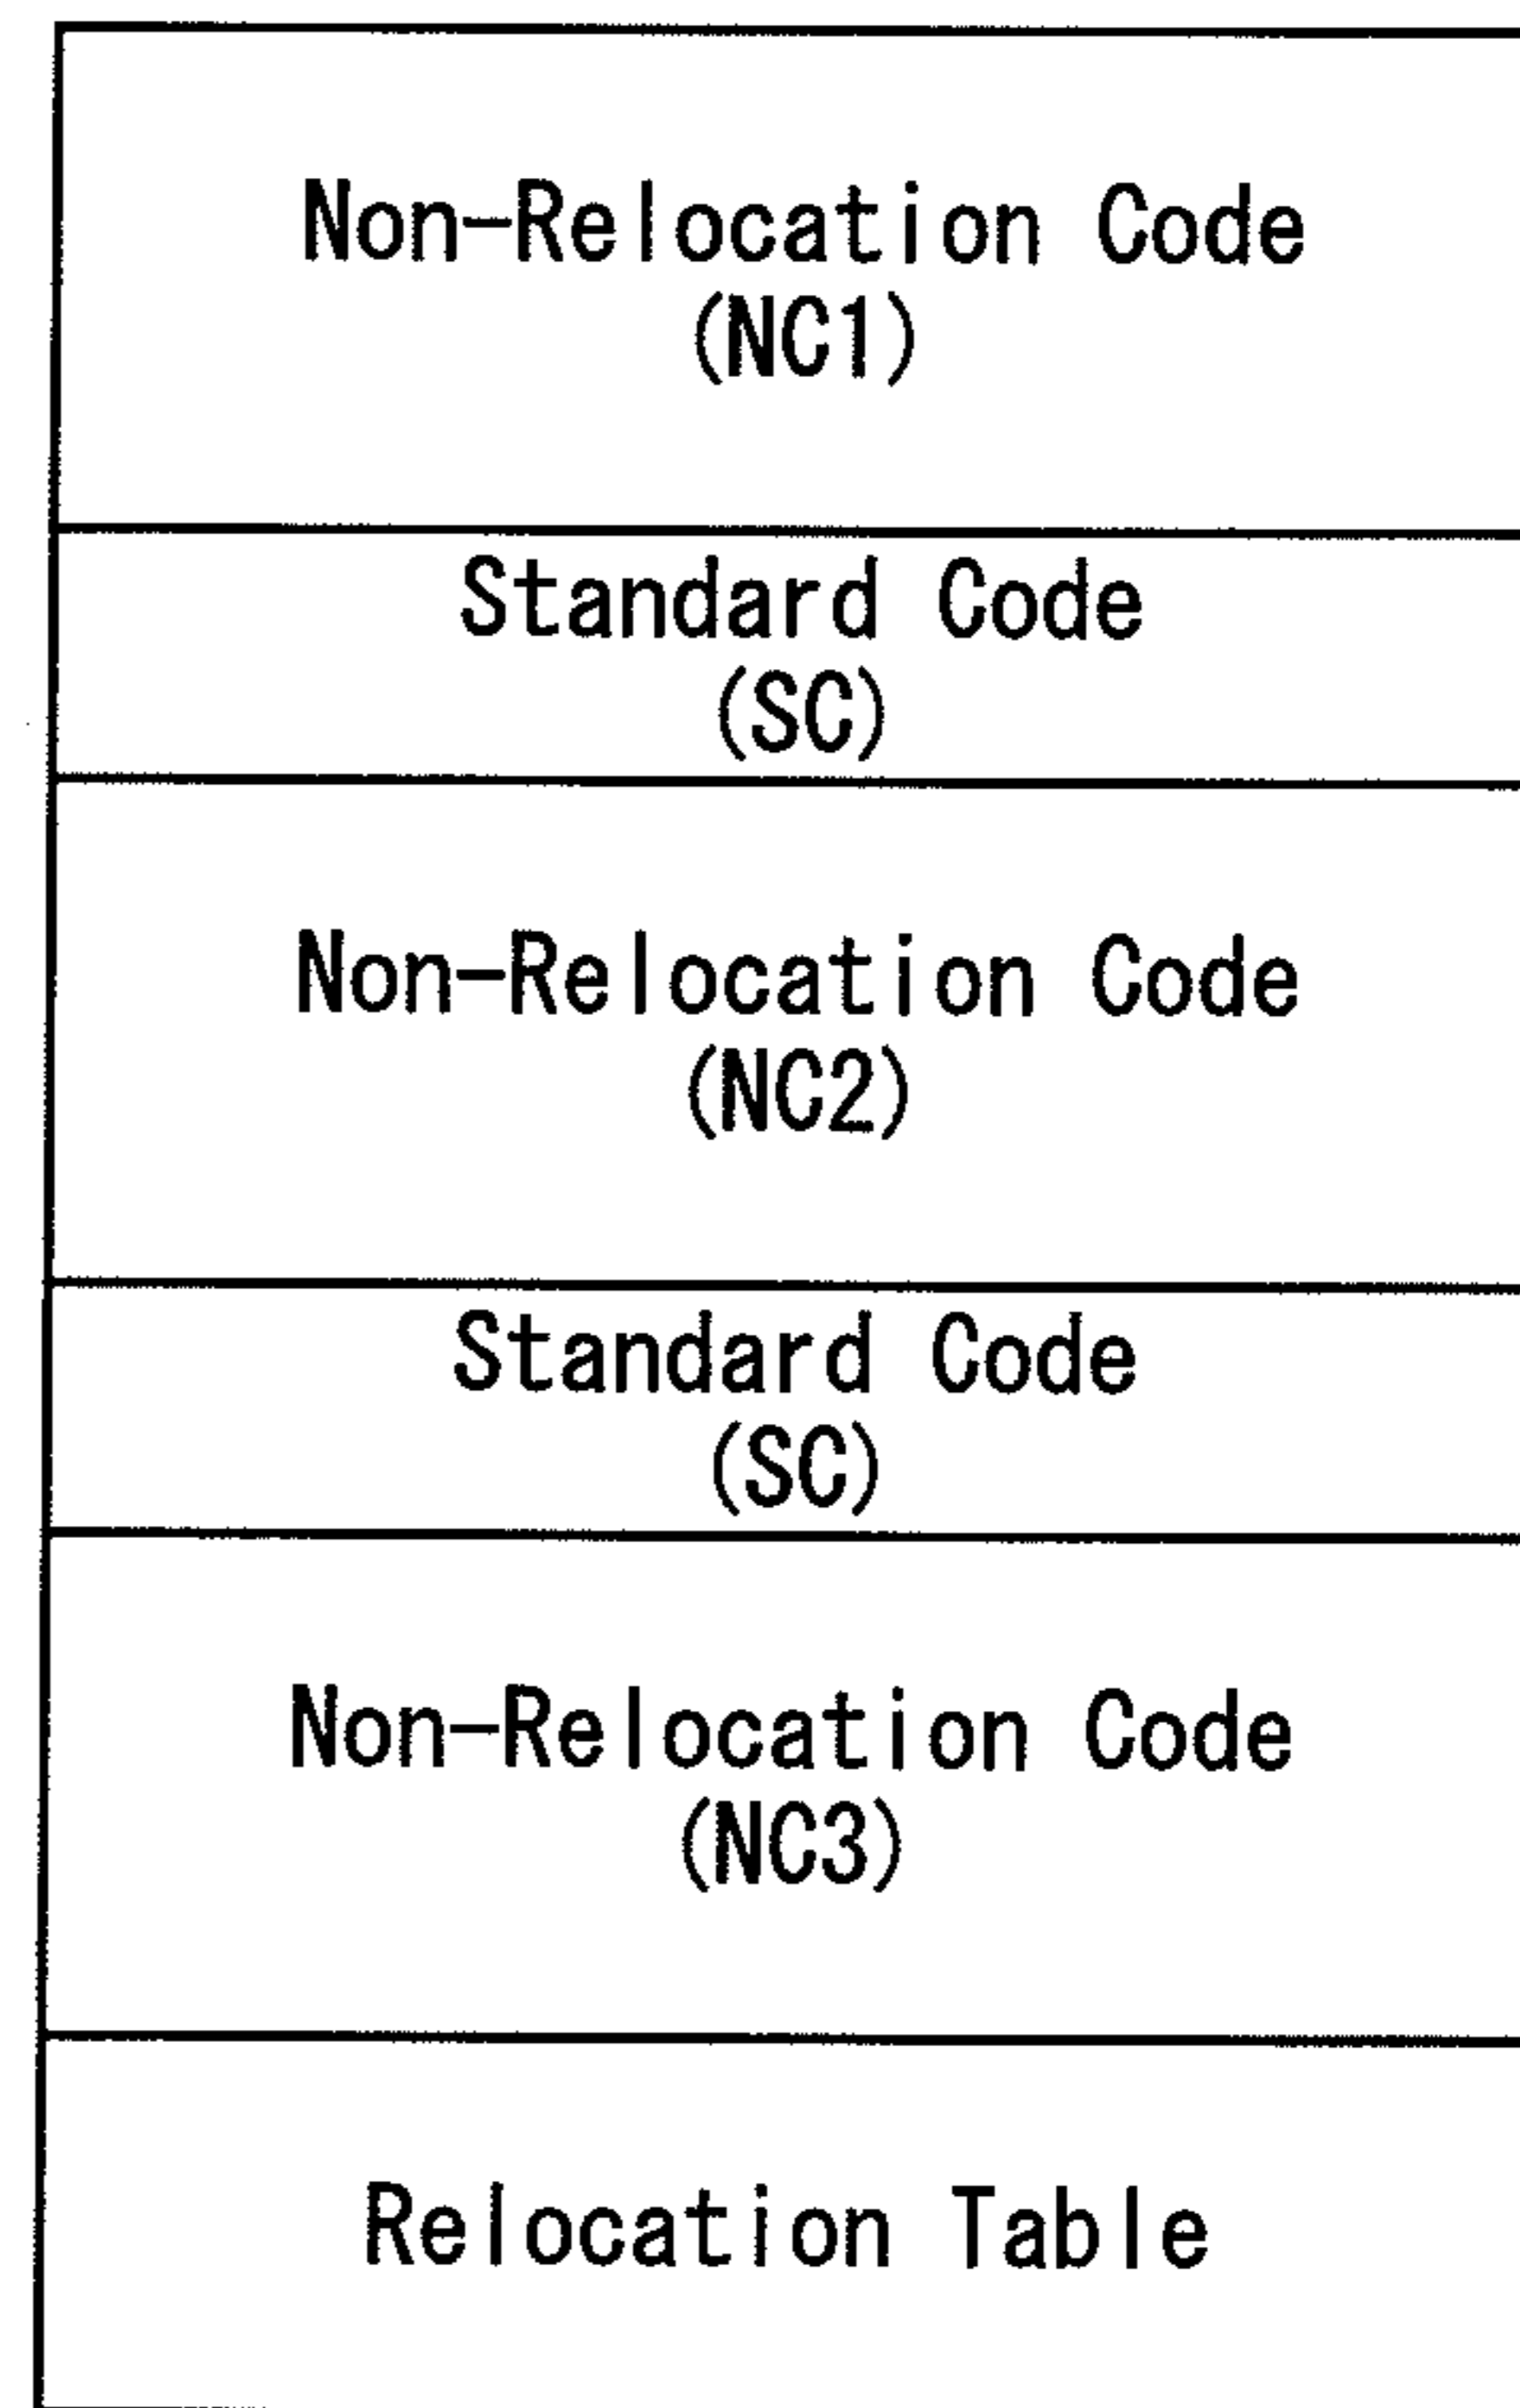 Non-Relocation Code
(NC1)
Standard Code
(SC)
Non-Relocation Code
(NC2)
Standard Code
(SC)
Non-Relocation Code
(NC3)
Relocation Table